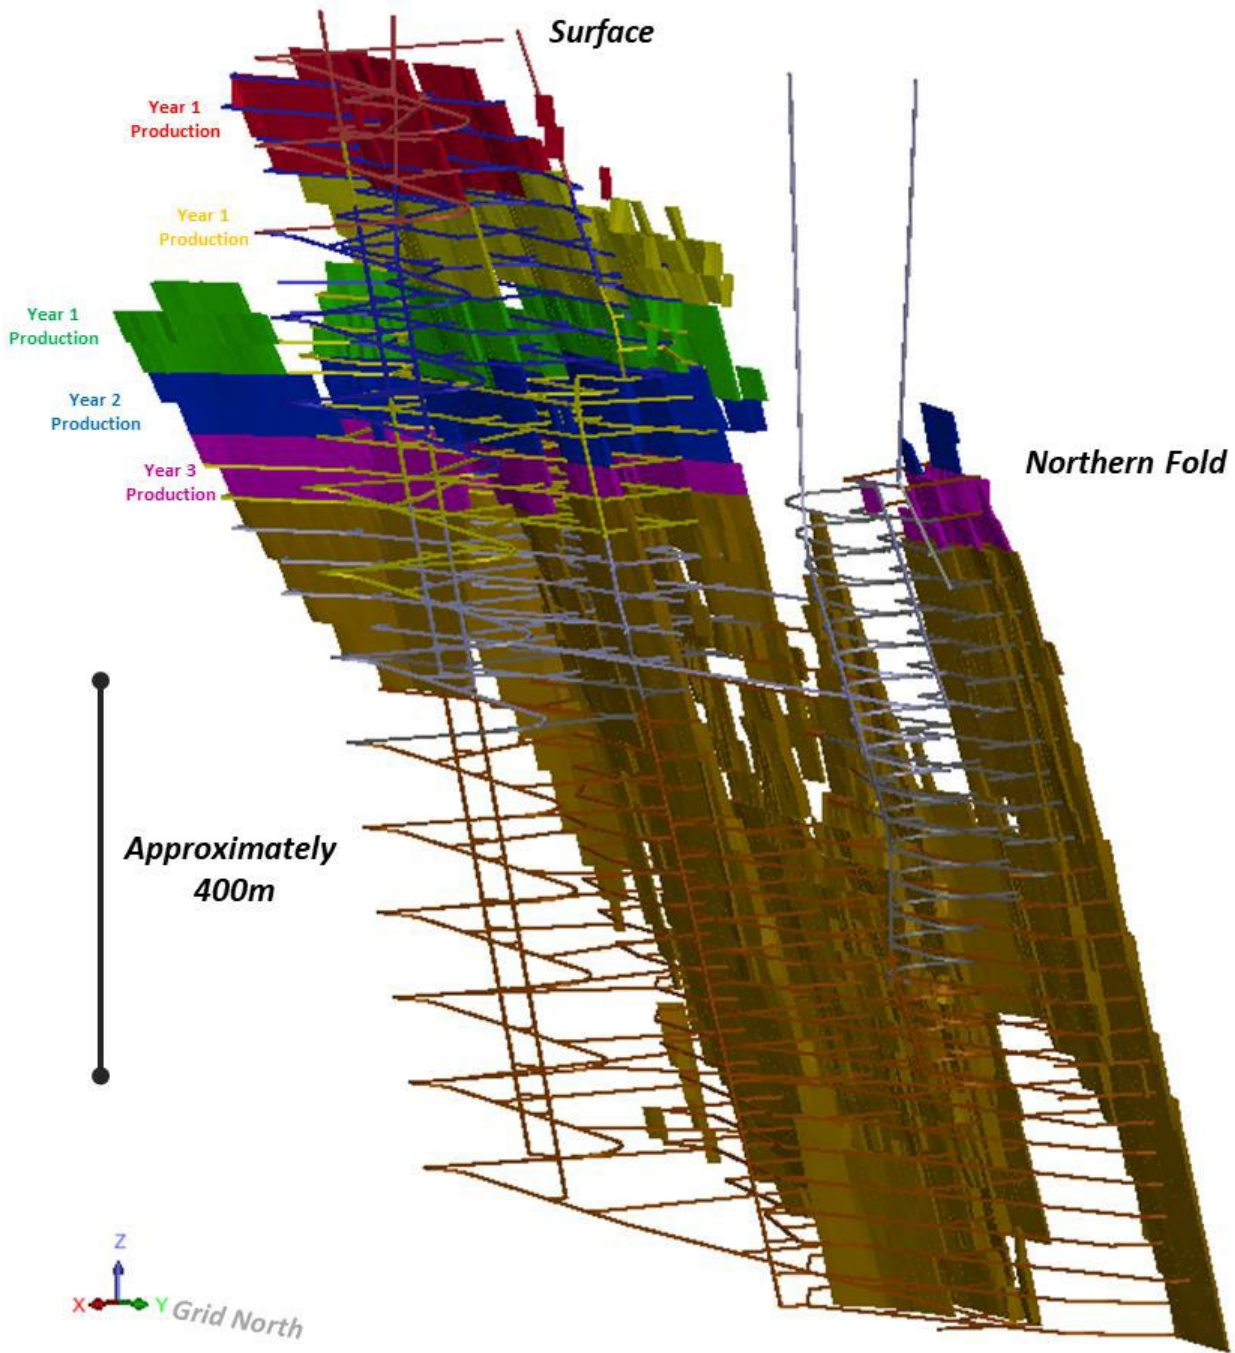 Surface
Year 1
Production
Year 1
Production
Year 1
Production
Year 2
Production
Year 3
Production
Northern Fold
Approximately
400m
Z
X
Y
Grid North